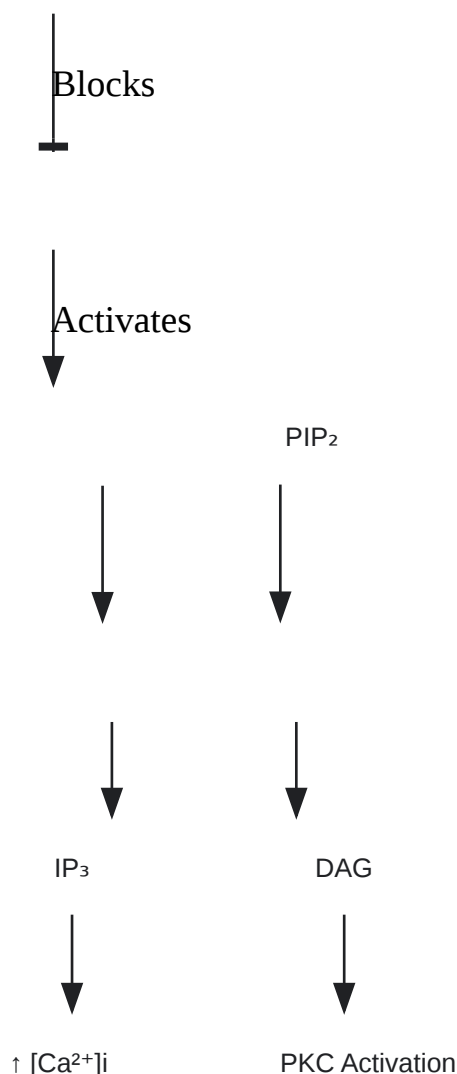 Blocks
Activates
PIP₂
IP₃ DAG
↑ [Ca²⁺]i PKC Activation